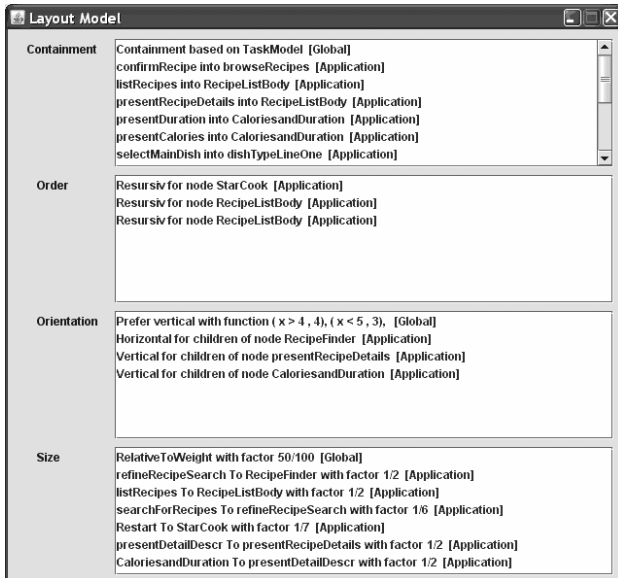 Layout Model
Containment
Containment based on TaskModel [Global]
confirmRecipe into browseRecipes [Application]
listRecipes into RecipeListBody [Application]
presentRecipeDetails into RecipeListBody [Application]
presentDuration into CaloriesandDuration [Application]
presentCalories into CaloriesandDuration [Application]
selectMainDish into dishTypeLineOne [Application]
Order
Resursiv for node StarCook [Application]
Resursiv for node RecipeListBody [Application]
Resursiv for node RecipeListBody [Application]
Orientation
Prefer vertical with function ( x > 4 , 4), ( x < 5 , 3), [Global]
Horizontal for children of node RecipeFinder [Application]
Vertical for children of node presentRecipeDetails [Application]
Vertical for children of node CaloriesandDuration [Application]
Size
RelativeToWeight with factor 50/100 [Global]
refineRecipeSearch To RecipeFinder with factor 1/2 [Application]
listRecipes To RecipeListBody with factor 1/2 [Application]
searchForRecipes To refineRecipeSearch with factor 1/6 [Application]
Restart To StarCook with factor 1/7 [Application]
presentDetailDescr To presentRecipeDetails with factor 1/2 [Application]
CaloriesandDuration To presentDetailDescr with factor 1/2 [Application]